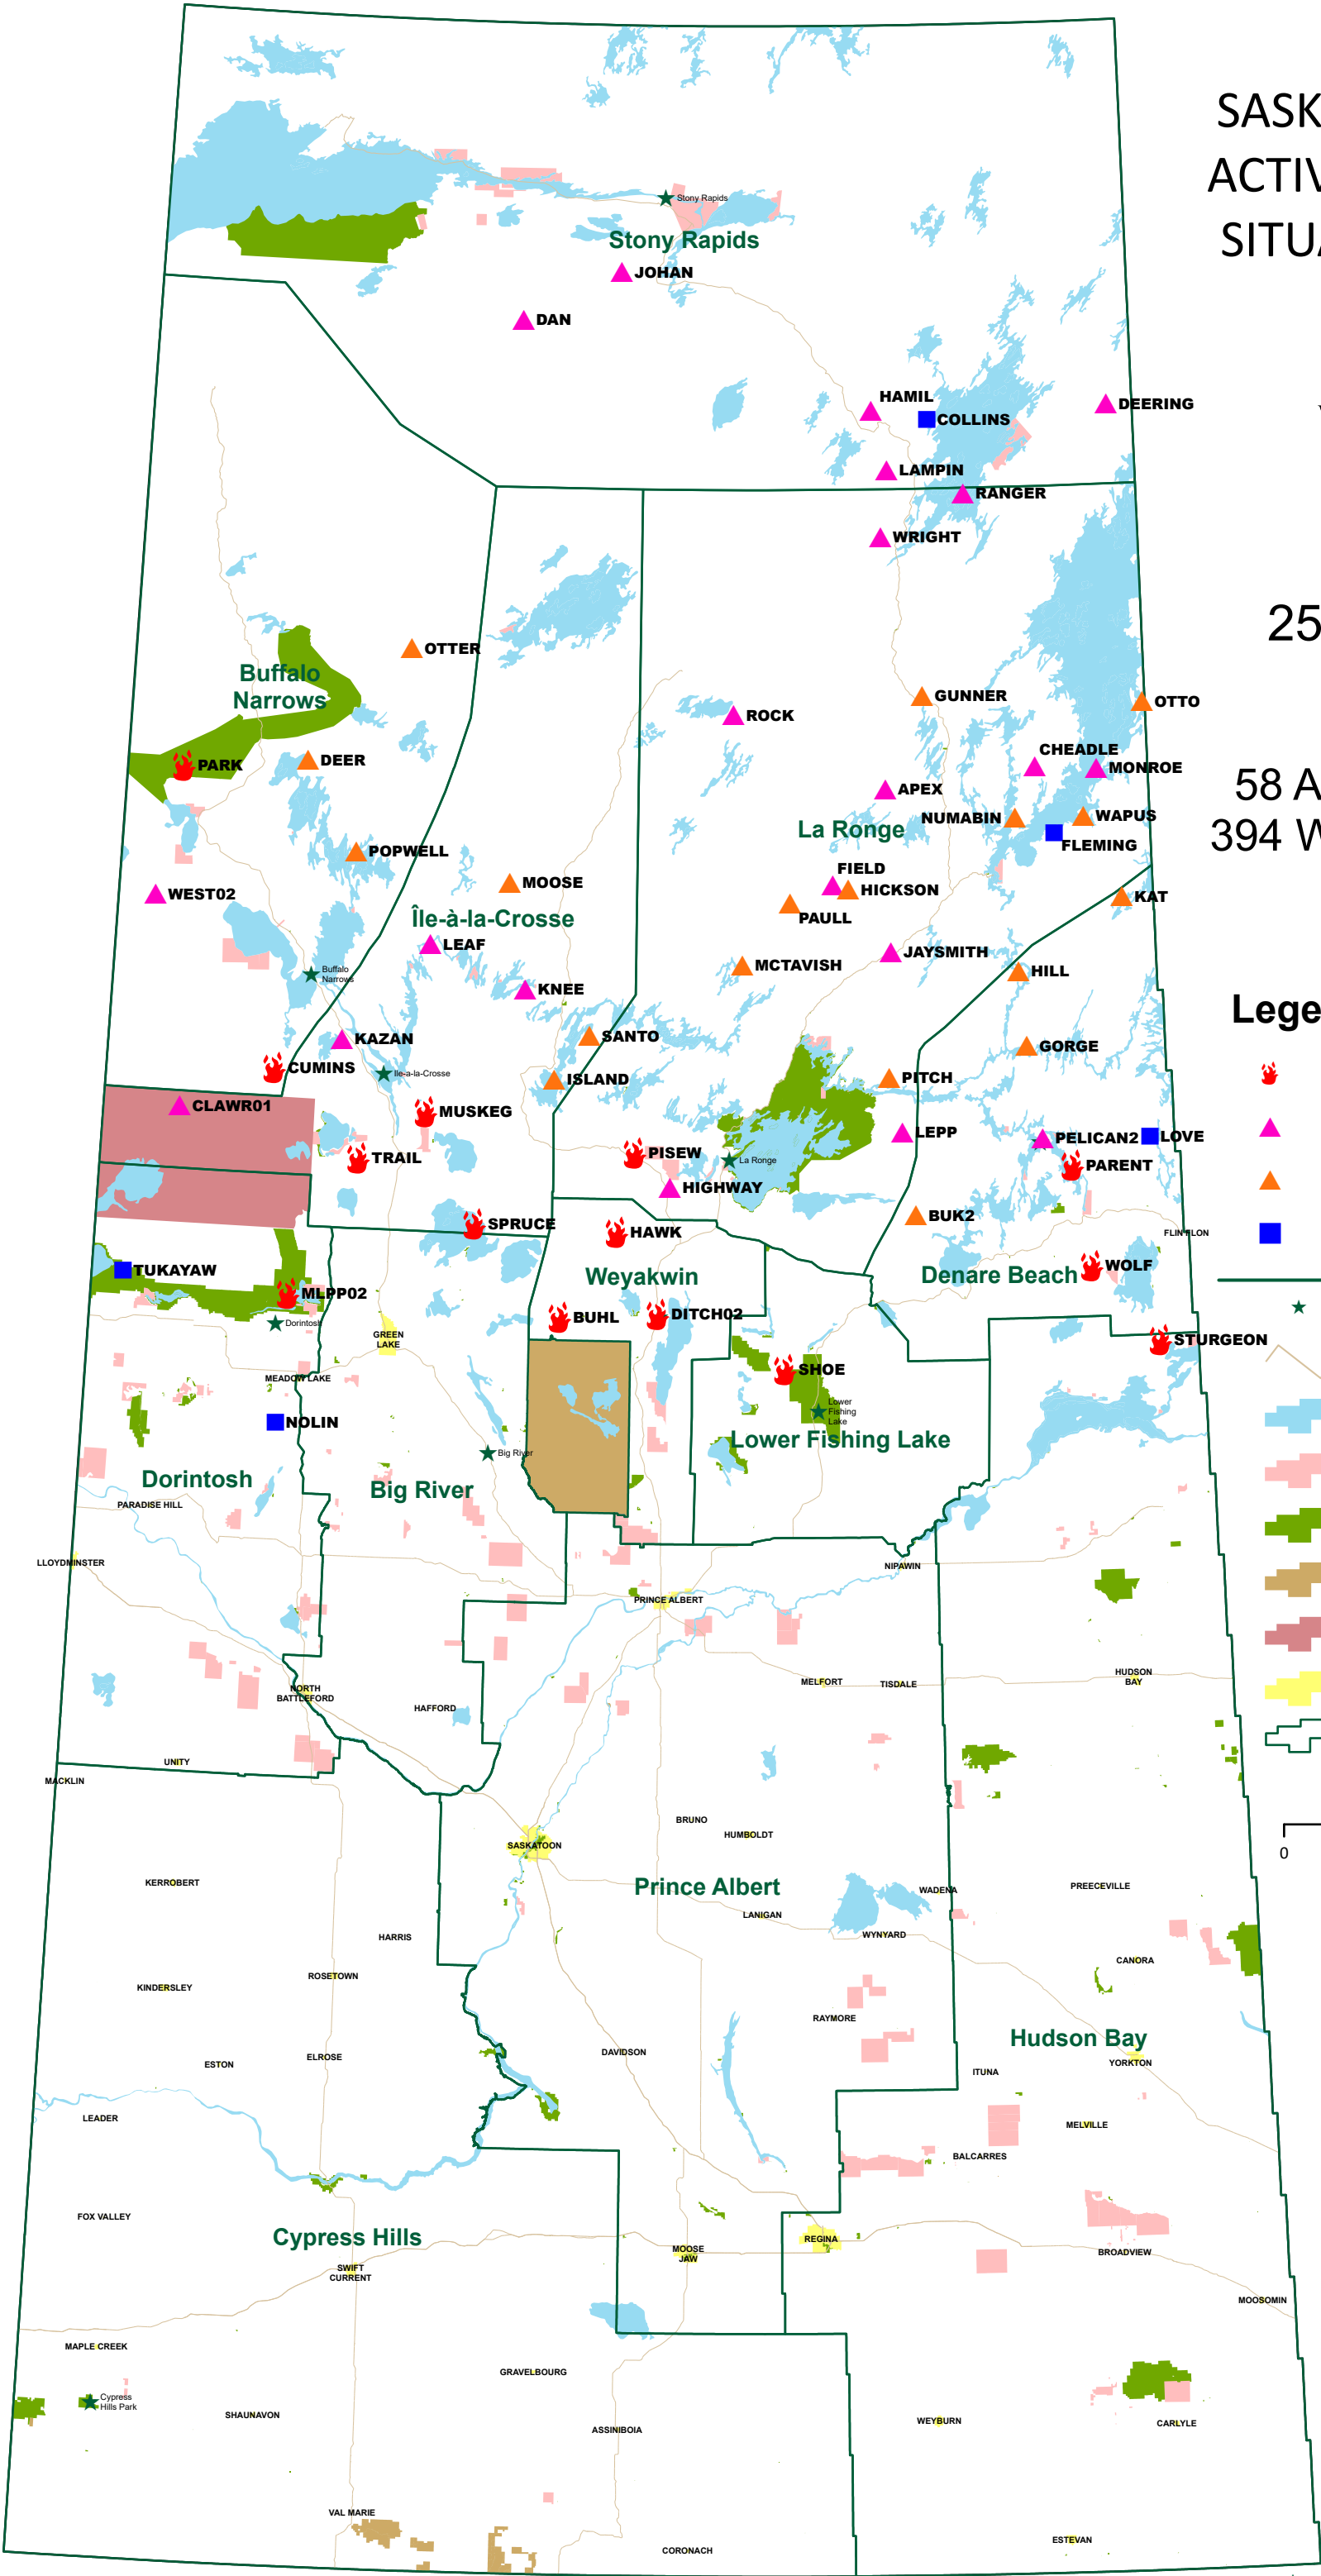 SASK
ACTIV
SITUA
25
58 A
394 W
Lege
0
Stony Rapids
Stony Rapids
JOHAN
DAN
HAMIL
COLLINS
DEERING
LAMPIN
RANGER
WRIGHT
OTTER
Buffalo
Narrows
PARK
DEER
GUNNER
OTTO
ROCK
CHEADLE
MONROE
APEX
NUMABIN
WAPUS
La Ronge
FLEMING
POPWELL
MOOSE
FIELD
HICKSON
WEST02
PAULL
KAT
Île-à-la-Crosse
LEAF
JAYSMITH
MCTAVISH
HILL
Buffalo
Narrows
KNEE
KAZAN
SANTO
GORGE
CUMINS
Ile-a-la-Crosse
ISLAND
PITCH
CLAWR01
MUSKEG
LEPP
PELICAN2
LOVE
TRAIL
PISEW
La Ronge
PARENT
HIGHWAY
SPRUCE
HAWK
BUK2
FLIN FLON
TUKAYAW
Weyakwin
Denare Beach
WOLF
MLPP02
BUHL
DITCH02
Dorintosh
GREEN
LAKE
STURGEON
MEADOW LAKE
SHOE
Lower
Fishing
Lake
NOLIN
Lower Fishing Lake
Big River
Dorintosh
Big River
PARADISE HILL
LLOYDMINSTER
NIPAWIN
PRINCE ALBERT
HUDSON
BAY
MELFORT
TISDALE
NORTH
BATTLEFORD
HAFFORD
UNITY
MACKLIN
BRUNO
HUMBOLDT
SASKATOON
KERROBERT
Prince Albert
WADENA
PREECEVILLE
LANIGAN
WYNYARD
HARRIS
CANORA
ROSETOWN
KINDERSLEY
RAYMORE
Hudson Bay
DAVIDSON
ELROSE
ESTON
YORKTON
ITUNA
LEADER
MELVILLE
BALCARRES
FOX VALLEY
Cypress Hills
REGINA
MOOSE
JAW
BROADVIEW
SWIFT
CURRENT
MOOSOMIN
MAPLE CREEK
GRAVELBOURG
Cypress
Hills Park
SHAUNAVON
ASSINIBOIA
WEYBURN
CARLYLE
VAL MARIE
CORONACH
ESTEVAN